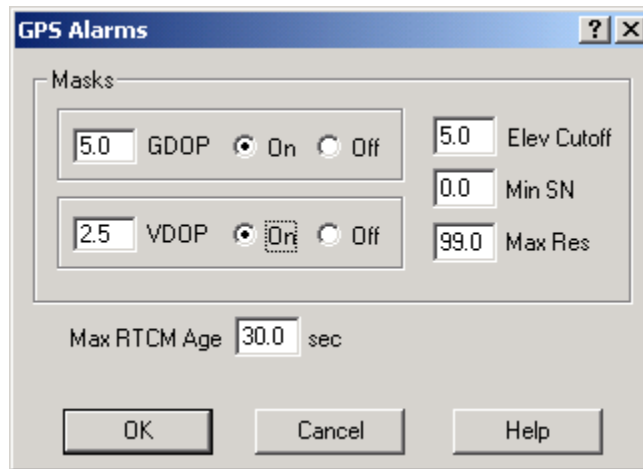 GPS Alarms ? X
Masks
5.0 GDOP On Off 5.0 Elev Cutoff
0.0 Min SN
2.5 VDOP On Off 99.0 Max Res
Max RTCM Age 30.0 sec
OK Cancel Help